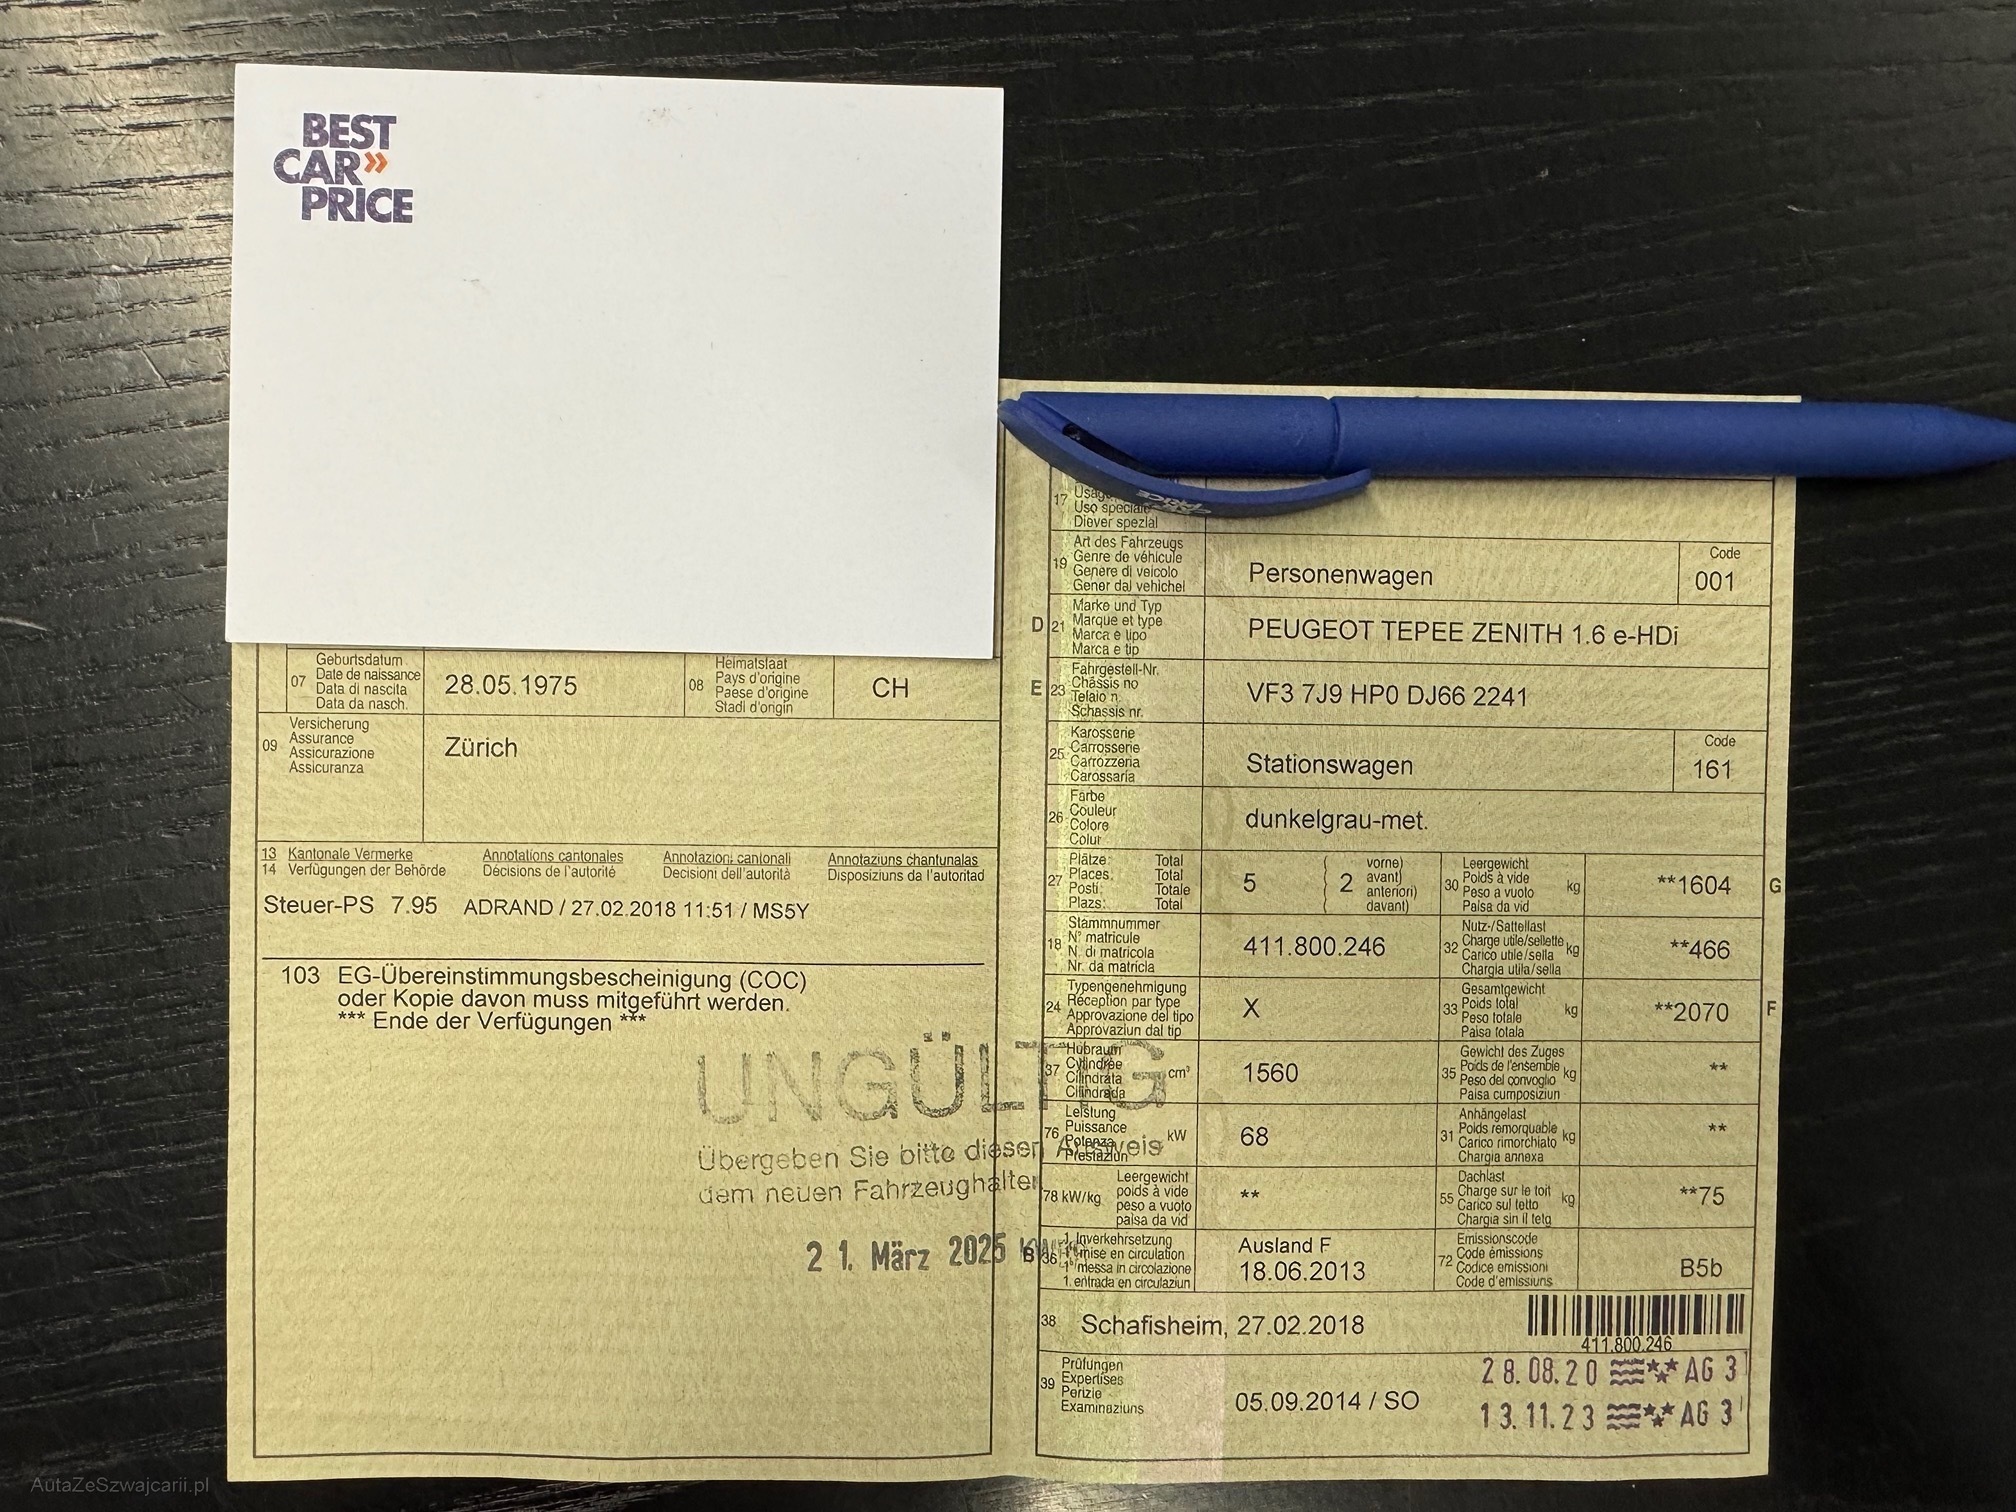 BEST
CAR»
PRICE
07 Geburtsdatum
Date de naissance
Data di nascita
Data da nasch.
28.05.1975
08 Heimatstaat
Pays d'origine
Paese d'origine
Stadi d'origin
CH
09 Versicherung
Assurance
Assicurazione
Assicuranza
Zürich
13 Kantonale Vermerke Annotations cantonales Annotazioni cantonali Annotaziuns chantunalas
14 Verfügungen der Behörde Décisions de l'autorité Decisioni dell'autorità Disposiziuns da l'autoritad
Steuer-PS 7.95 ADRAND / 27.02.2018 11:51 / MS5Y
103 EG-Übereinstimmungsbescheinigung (COC)
oder Kopie davon muss mitgeführt werden.
*** Ende der Verfügungen ***
UNGÜLTIG
Übergeben Sie bitte diesen Ausweis
dem neuen Fahrzeughalter
21. März 2025
17
Uso speciale
Diever spezial
19 Art des Fahrzeugs
Genre de véhicule
Genere di veicolo
Gener dal vehichel
Personenwagen
Code
001
D 21 Marke und Typ
Marque et type
Marca e tipo
Marca e tip
PEUGEOT TEPEE ZENITH 1.6 e-HDi
E 23 Fahrgestell-Nr.
Châssis no
Telaio n.
Schassis nr.
VF3 7J9 HP0 DJ66 2241
25 Karosserie
Carrosserie
Carrozzeria
Carossaria
Stationswagen
Code
161
26 Farbe
Couleur
Colore
Colur
dunkelgrau-met.
27 Plätze: Total
Places: Total
Posti: Totale
Plazs: Total
5
( vorne)
( 2 avant)
( anteriori)
( davant)
30 Leergewicht
Poids à vide
Peso a vuoto
Paisa da vid
kg
**1604
G
18 Stammnummer
N° matricule
N. di matricola
Nr. da matricla
411.800.246
32 Nutz-/Sattellast
Charge utile/sellette
Carico utile/sella
Chargia utila/sella
kg
**466
24 Typengenehmigung
Réception par type
Approvazione del tipo
Approvaziun dal tip
X
33 Gesamtgewicht
Poids total
Peso totale
Paisa totala
kg
**2070
F
37 Hubraum
Cylindrée
Cilindrata
Cilindrada
cm³
1560
35 Gewicht des Zuges
Poids de l'ensemble
Peso del convoglio
Paisa cumposiziun
kg
**
76 Leistung
Puissance
Potenza
Prestaziun
kW
68
31 Anhängelast
Poids remorquable
Carico rimorchiato
Chargia annexa
kg
**
78 kW/kg
Leergewicht
poids à vide
peso a vuoto
paisa da vid
**
55 Dachlast
Charge sur le toit
Carico sul tetto
Chargia sin il tetg
kg
**75
B 36 1. Inverkehrsetzung
1re mise en circulation
1a messa in circolazione
1. entrada en circulaziun
Ausland F
18.06.2013
72 Emissionscode
Code émissions
Codice emissioni
Code d'emissiuns
B5b
38 Schafisheim, 27.02.2018
411.800.246
39 Prüfungen
Expertises
Perizie
Examinaziuns
05.09.2014 / SO
28.08.20 AG 3
13.11.23 AG 3
AutaZeSzwajcarii.pl